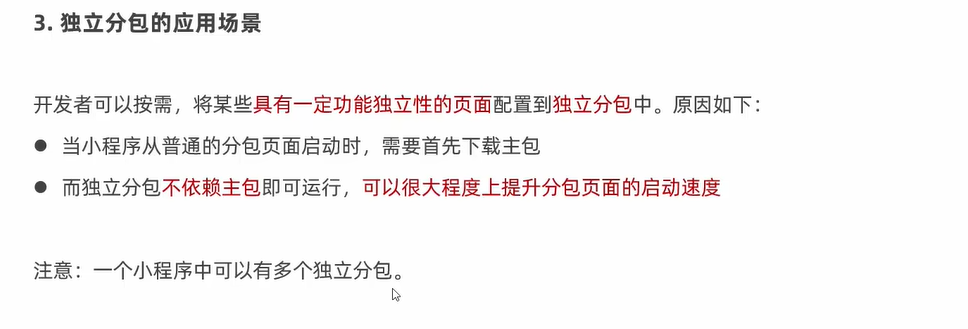 3. 独立分包的应用场景
开发者可以按需，将某些具有一定功能独立性的页面配置到独立分包中。原因如下：
● 当小程序从普通的分包页面启动时，需要首先下载主包
● 而独立分包不依赖主包即可运行，可以很大程度上提升分包页面的启动速度
注意：一个小程序中可以有多个独立分包。